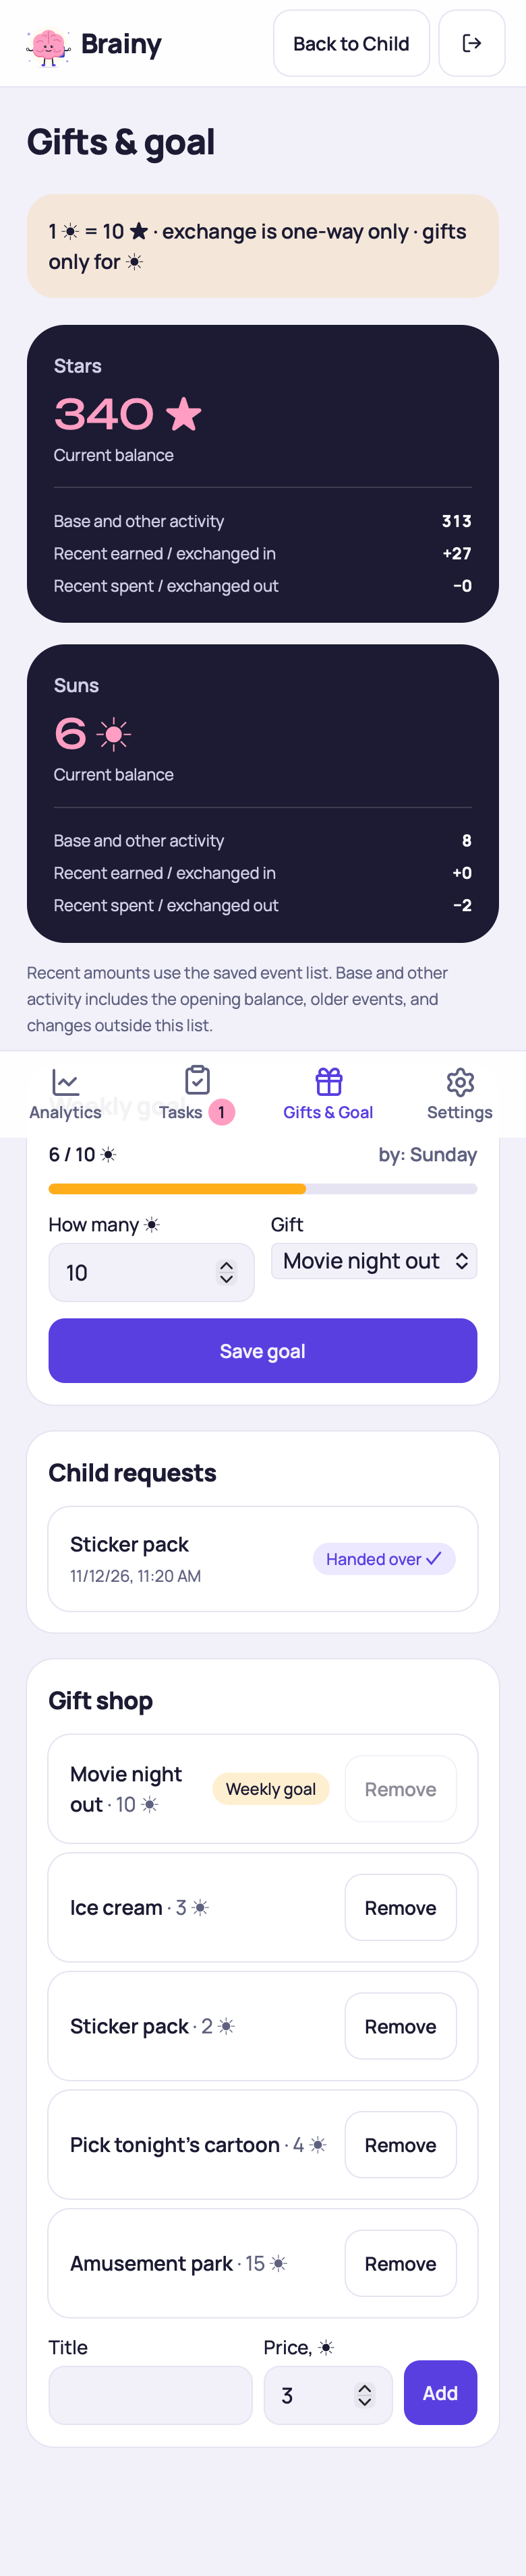 Brainy
Back to Child
Gifts & goal
1 ☀ = 10 ★ · exchange is one-way only · gifts
only for ☀
Stars
340 ★
Current balance
Base and other activity 313
Recent earned / exchanged in +27
Recent spent / exchanged out −0
Suns
6 ☀
Current balance
Base and other activity 8
Recent earned / exchanged in +0
Recent spent / exchanged out −2
Recent amounts use the saved event list. Base and other
activity includes the opening balance, older events, and
changes outside this list.
Weekly goal
Analytics
Tasks 1
Gifts & Goal
Settings
6 / 10 ☀ by: Sunday
How many ☀ Gift
10 Movie night out
Save goal
Child requests
Sticker pack
11/12/26, 11:20 AM
Handed over ✓
Gift shop
Movie night
out · 10 ☀
Weekly goal
Remove
Ice cream · 3 ☀ Remove
Sticker pack · 2 ☀ Remove
Pick tonight’s cartoon · 4 ☀ Remove
Amusement park · 15 ☀ Remove
Title Price, ☀
3 Add